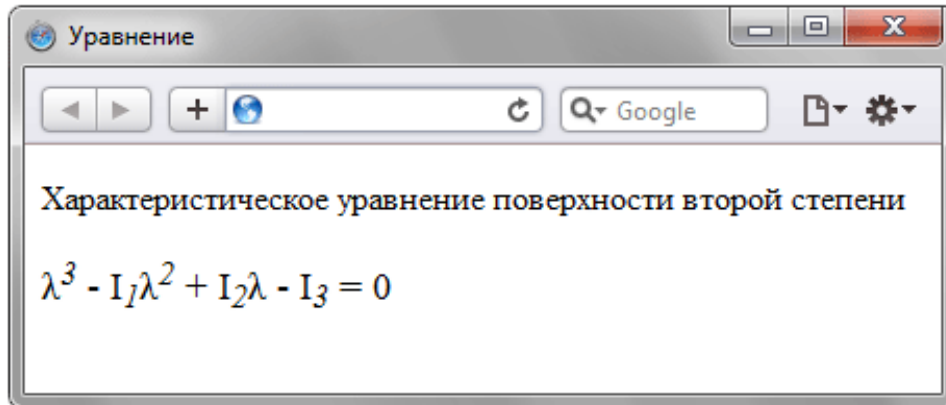 Уравнение
Google
Характеристическое уравнение поверхности второй степени
λ³ - I₁λ² + I₂λ - I₃ = 0